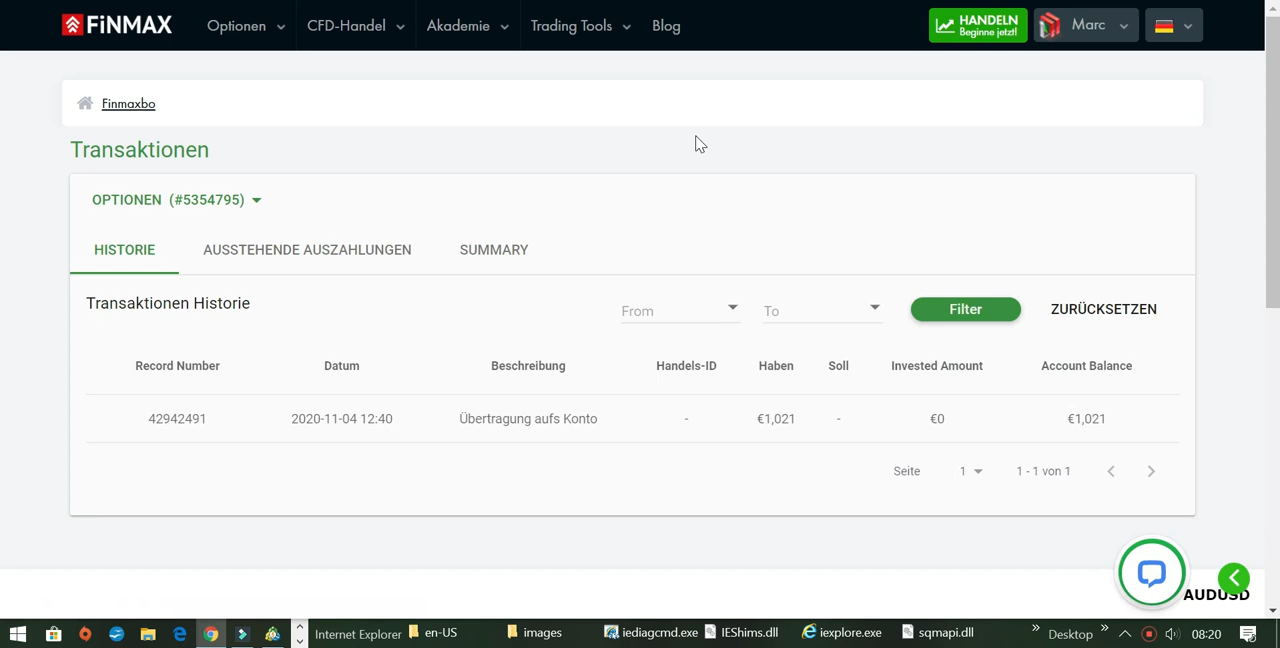 FiNMAX Optionen CFD-Handel Akademie Trading Tools Blog HANDELN Beginne jetzt! Marc
Finmaxbo
Transaktionen
OPTIONEN (#5354795)
HISTORIE AUSSTEHENDE AUSZAHLUNGEN SUMMARY
Transaktionen Historie From To Filter ZURÜCKSETZEN
Record Number Datum Beschreibung Handels-ID Haben Soll Invested Amount Account Balance
42942491 2020-11-04 12:40 Übertragung aufs Konto - €1,021 - €0 €1,021
Seite 1 1 - 1 von 1
AUDUSD
Internet Explorer en-US images iediagcmd.exe IEShims.dll iexplore.exe sqmapi.dll » Desktop » 08:20